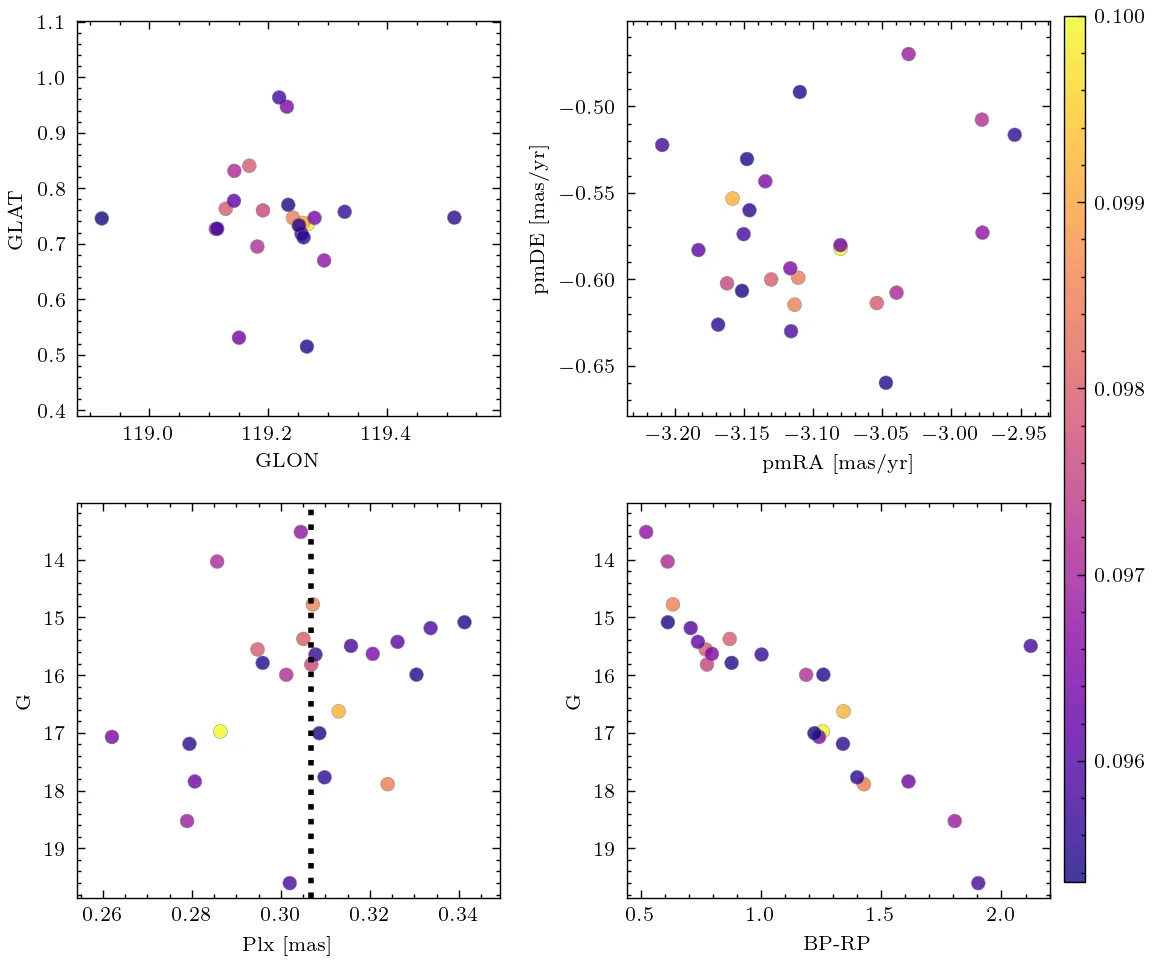 1.1
1.0
0.9
0.8
0.7
0.6
0.5
0.4
GLAT
119.0 119.2 119.4
GLON
−0.50
−0.55
−0.60
−0.65
pmDE [mas/yr]
−3.20 −3.15 −3.10 −3.05 −3.00 −2.95
pmRA [mas/yr]
14
15
16
17
18
19
G
0.26 0.28 0.30 0.32 0.34
Plx [mas]
14
15
16
17
18
19
G
0.5 1.0 1.5 2.0
BP-RP
0.100
0.099
0.098
0.097
0.096